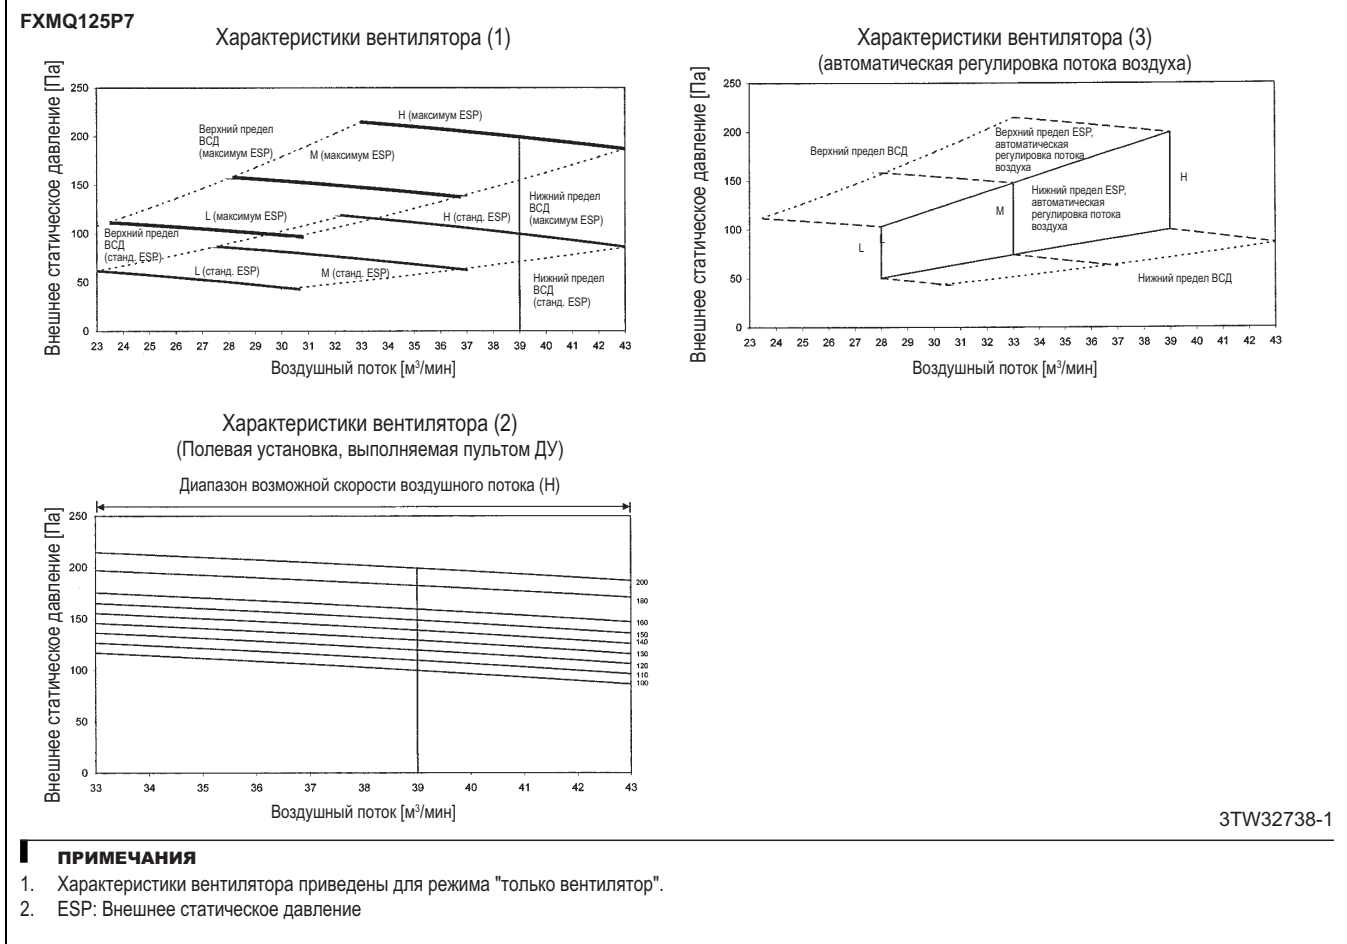 FXMQ125P7
Характеристики вентилятора (1)
Внешнее статическое давление [Па]
250
200
150
100
50
0
H (максимум ESP)
Верхний предел
ВСД
(максимум ESP)
M (максимум ESP)
L (максимум ESP)
Нижний предел
ВСД
(максимум ESP)
H (станд. ESP)
Верхний предел
ВСД
(станд. ESP)
L (станд. ESP)
M (станд. ESP)
Нижний предел
ВСД
(станд. ESP)
23 24 25 26 27 28 29 30 31 32 33 34 35 36 37 38 39 40 41 42 43
Воздушный поток [м³/мин]
Характеристики вентилятора (3)
(автоматическая регулировка потока воздуха)
Внешнее статическое давление [Па]
250
200
150
100
50
0
Верхний предел ВСД
Верхний предел ESP,
автоматическая
регулировка потока
воздуха
H
Нижний предел ESP,
автоматическая
регулировка потока
воздуха
M
L
L
Нижний предел ВСД
23 24 25 26 27 28 29 30 31 32 33 34 35 36 37 38 39 40 41 42 43
Воздушный поток [м³/мин]
Характеристики вентилятора (2)
(Полевая установка, выполняемая пультом ДУ)
Диапазон возможной скорости воздушного потока (H)
Внешнее статическое давление [Па]
250
200
150
100
50
0
200
180
160
150
140
130
120
110
100
33 34 35 36 37 38 39 40 41 42 43
Воздушный поток [м³/мин]
3TW32738-1
ПРИМЕЧАНИЯ
1. Характеристики вентилятора приведены для режима "только вентилятор".
2. ESP: Внешнее статическое давление